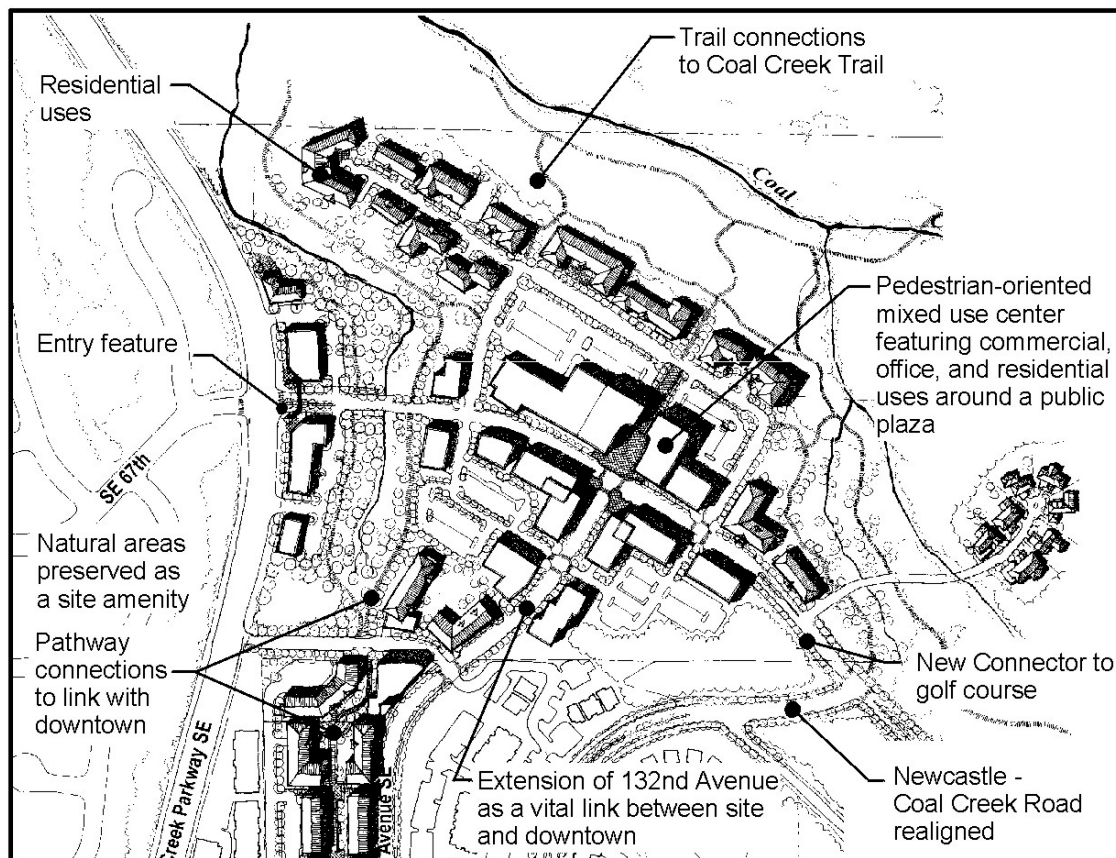 Trail connections
to Coal Creek Trail
Residential
uses
Coal
Pedestrian-oriented
mixed use center
featuring commercial,
office, and residential
uses around a public
plaza
Entry feature
SE 67th
Natural areas
preserved as
a site amenity
Pathway
connections
to link with
downtown
New Connector to
golf course
Extension of 132nd Avenue
as a vital link between site
and downtown
Newcastle -
Coal Creek Road
realigned
Creek Parkway SE
Avenue SE